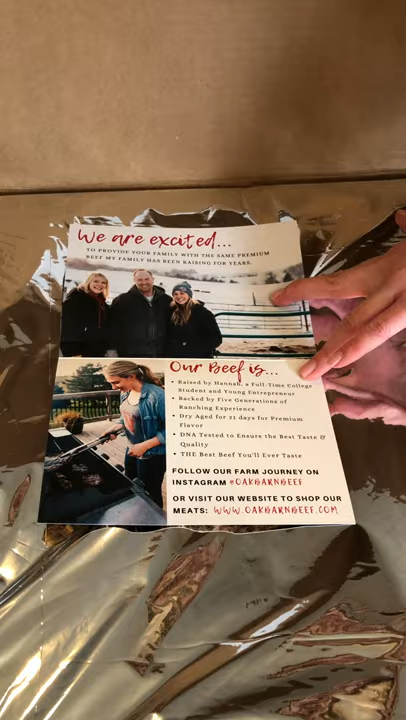 We are excited...
TO PROVIDE YOUR FAMILY WITH THE SAME PREMIUM
BEEF MY FAMILY HAS BEEN RAISING FOR YEARS.
Our Beef is...
• Raised by Hannah, a Full-Time College
Student and Young Entrepreneur
• Backed by Five Generations of
Ranching Experience
• Dry Aged for 21 days for Premium
Flavor
• DNA Tested to Ensure the Best Taste &
Quality
• THE Best Beef You'll Ever Taste
FOLLOW OUR FARM JOURNEY ON
INSTAGRAM @OAKBARNBEEF
OR VISIT OUR WEBSITE TO SHOP OUR
MEATS: WWW.OAKBARNBEEF.COM